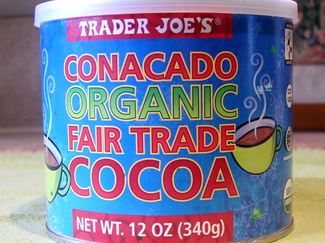 TRADER JOE'S®
CONACADO
ORGANIC
FAIR TRADE
COCOA
NET WT. 12 OZ (340g)